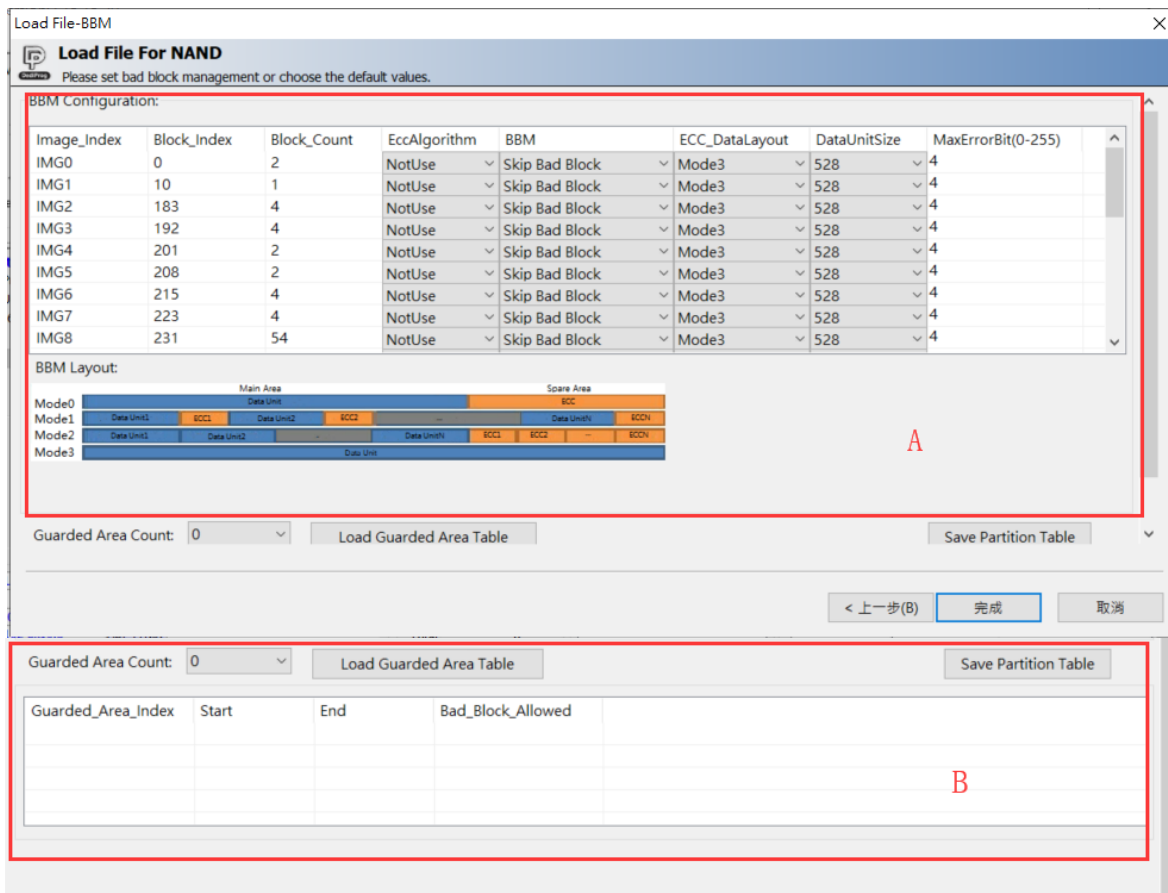 Load File-BBM
Load File For NAND
DediProg
Please set bad block management or choose the default values.
BBM Configuration:
Image_Index Block_Index Block_Count EccAlgorithm BBM ECC_DataLayout DataUnitSize MaxErrorBit(0-255)
IMG0 0 2 NotUse Skip Bad Block Mode3 528 4
IMG1 10 1 NotUse Skip Bad Block Mode3 528 4
IMG2 183 4 NotUse Skip Bad Block Mode3 528 4
IMG3 192 4 NotUse Skip Bad Block Mode3 528 4
IMG4 201 2 NotUse Skip Bad Block Mode3 528 4
IMG5 208 2 NotUse Skip Bad Block Mode3 528 4
IMG6 215 4 NotUse Skip Bad Block Mode3 528 4
IMG7 223 4 NotUse Skip Bad Block Mode3 528 4
IMG8 231 54 NotUse Skip Bad Block Mode3 528 4
BBM Layout:
Main Area Spare Area
Mode0 Data Unit ECC
Mode1 Data Unit1 ECC1 Data Unit2 ECC2 ... Data UnitN ECCN
Mode2 Data Unit1 Data Unit2 . Data UnitN ECC1 ECC2 ... ECCN
Mode3 Data Unit
A
Guarded Area Count: 0 Load Guarded Area Table Save Partition Table
< 上一步(B) 完成 取消
Guarded Area Count: 0 Load Guarded Area Table Save Partition Table
Guarded_Area_Index Start End Bad_Block_Allowed
B